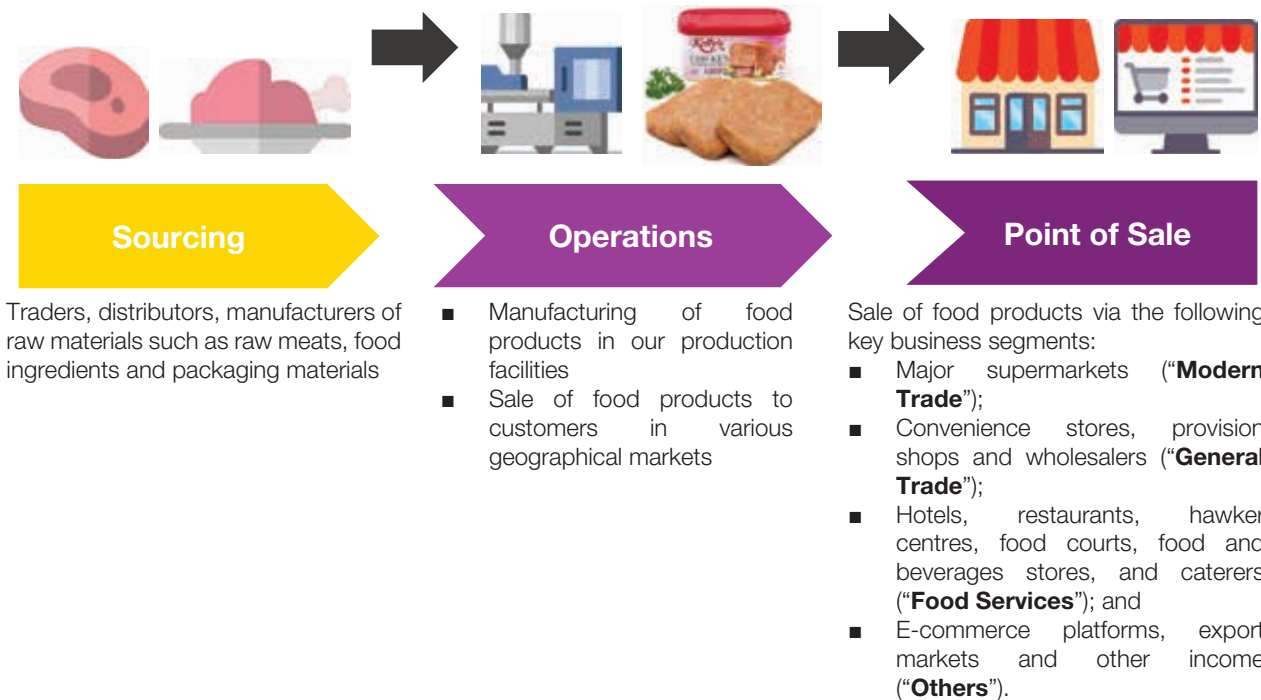 Kelly's
CHICKEN
Sourcing
Traders, distributors, manufacturers of
raw materials such as raw meats, food
ingredients and packaging materials
Operations
■ Manufacturing of food
products in our production
facilities
■ Sale of food products to
customers in various
geographical markets
Point of Sale
Sale of food products via the following
key business segments:
■ Major supermarkets (“Modern
Trade”);
■ Convenience stores, provision
shops and wholesalers (“General
Trade”);
■ Hotels, restaurants, hawker
centres, food courts, food and
beverages stores, and caterers
(“Food Services”); and
■ E-commerce platforms, export
markets and other income
(“Others”).